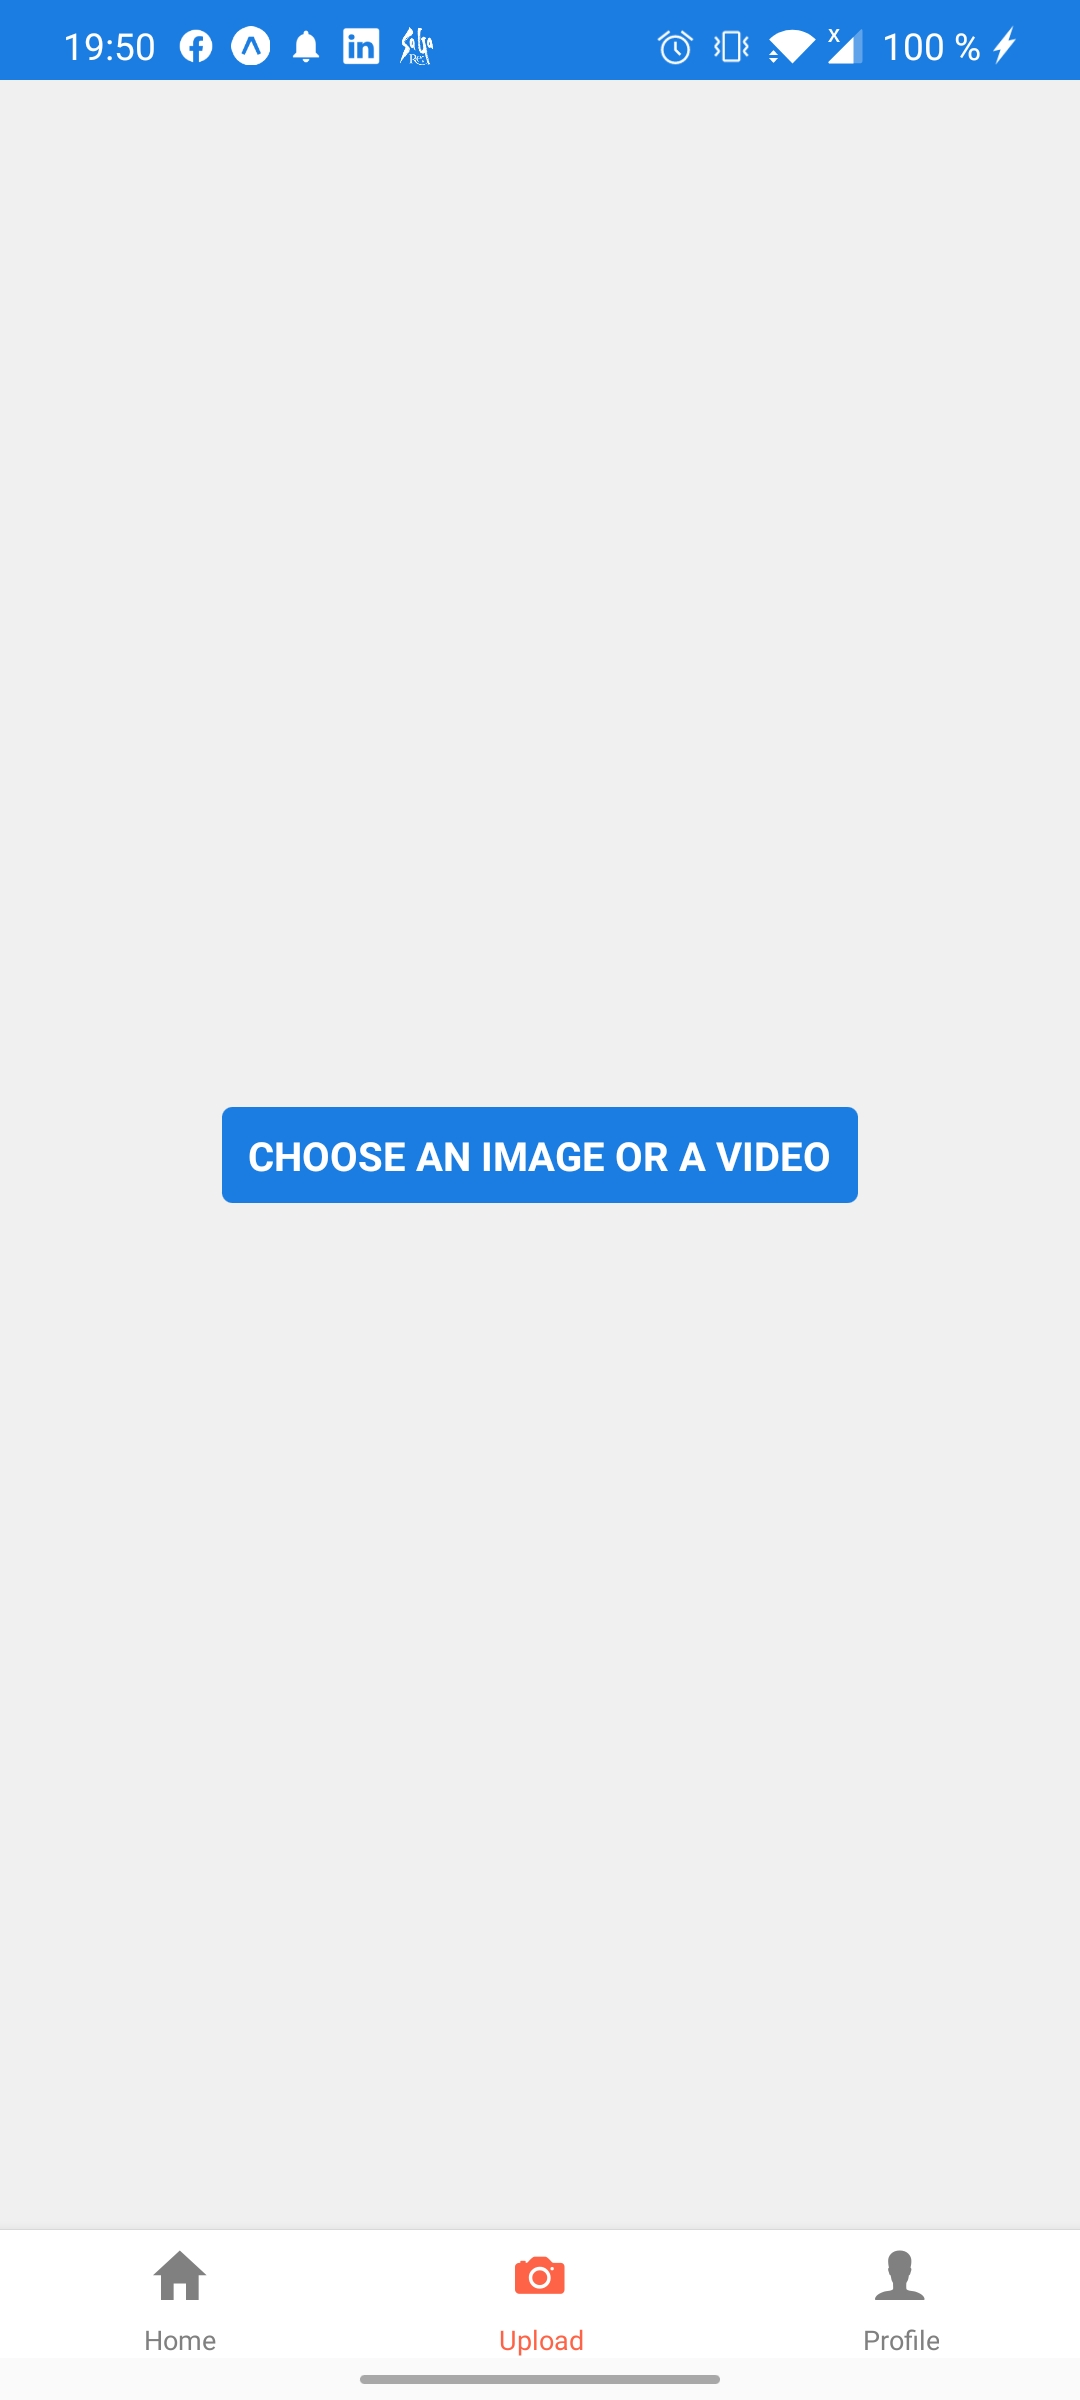 19:50 100 %
CHOOSE AN IMAGE OR A VIDEO
Home Upload Profile